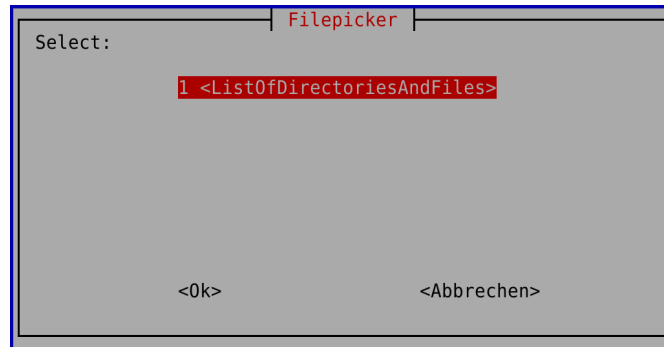 Filepicker
Select:
1 <ListOfDirectoriesAndFiles>
<Ok> <Abbrechen>